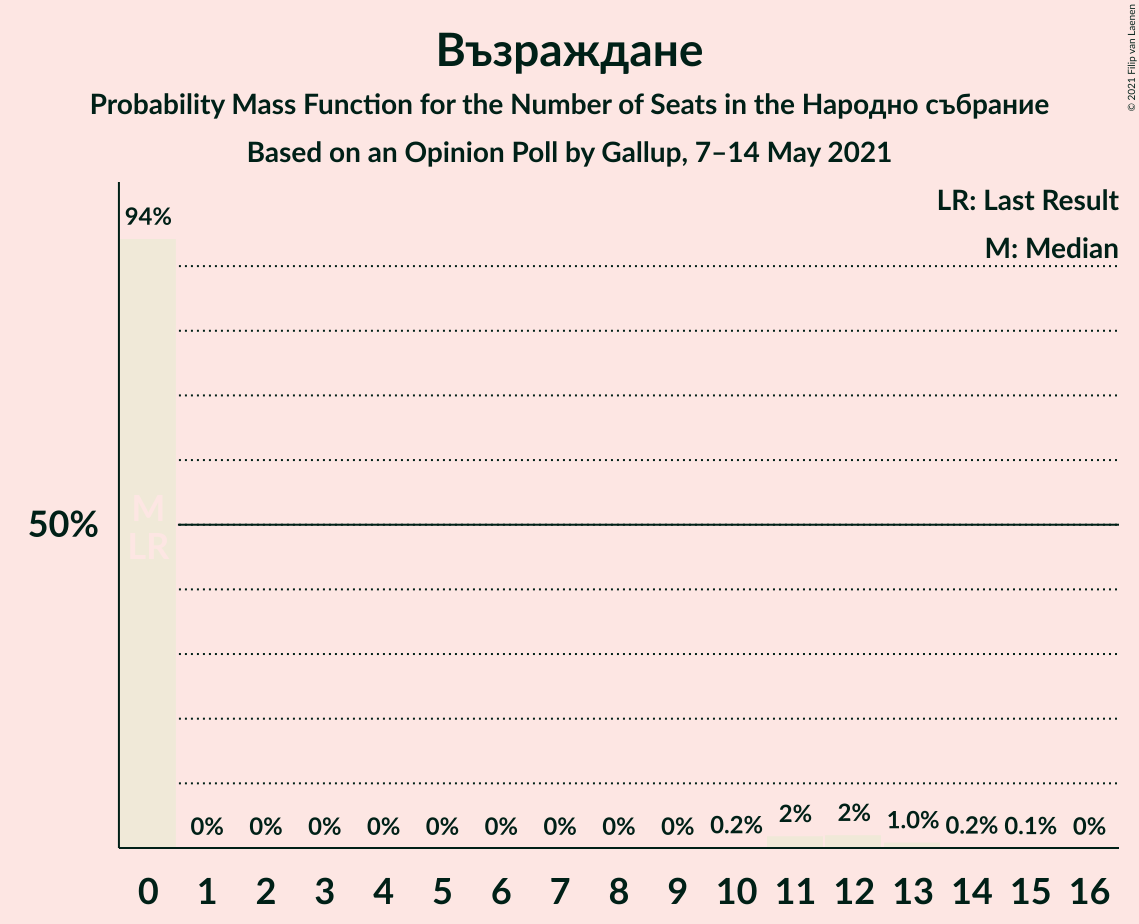 Възраждане
Probability Mass Function for the Number of Seats in the Народно събрание
Based on an Opinion Poll by Gallup, 7–14 May 2021
© 2021 Filip van Laenen
LR: Last Result
M: Median
94%
50%
M
LR
0% 0% 0% 0% 0% 0% 0% 0% 0% 0.2% 2% 2% 1.0% 0.2% 0.1% 0%
0 1 2 3 4 5 6 7 8 9 10 11 12 13 14 15 16